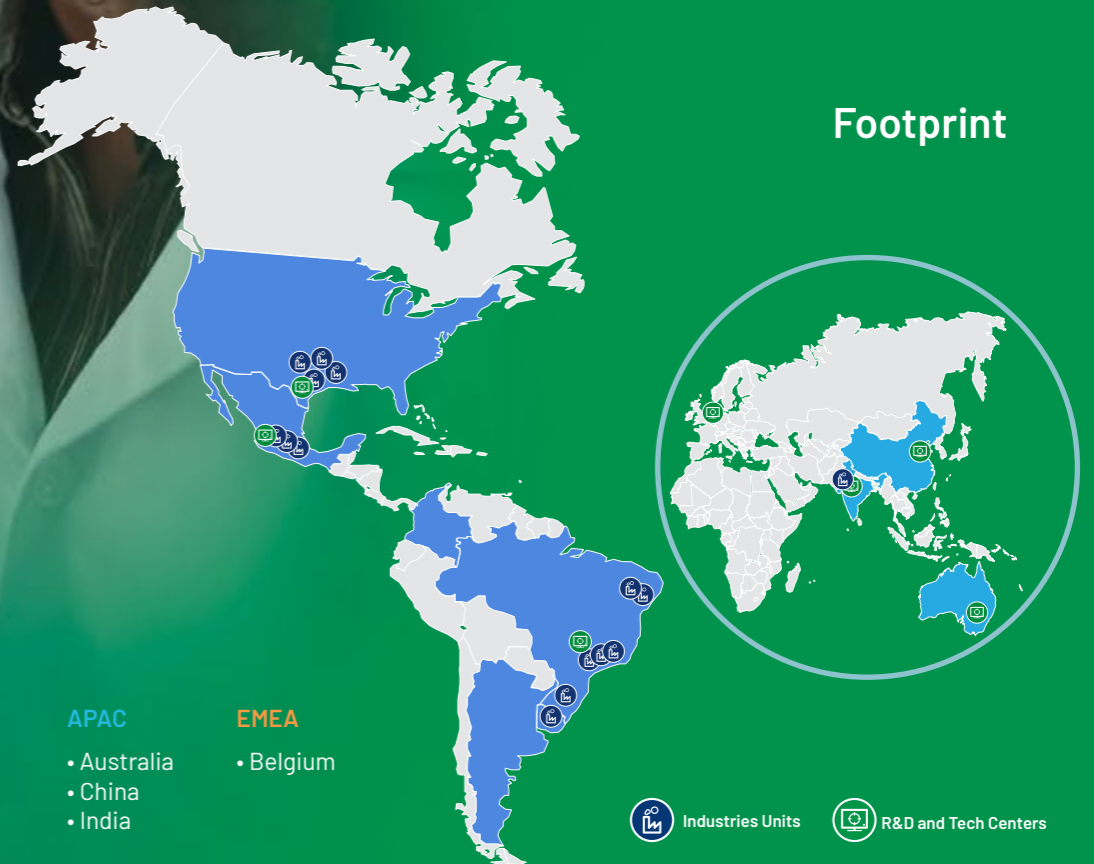 Footprint
APAC
• Australia
• China
• India
EMEA
• Belgium
Industries Units
R&D and Tech Centers